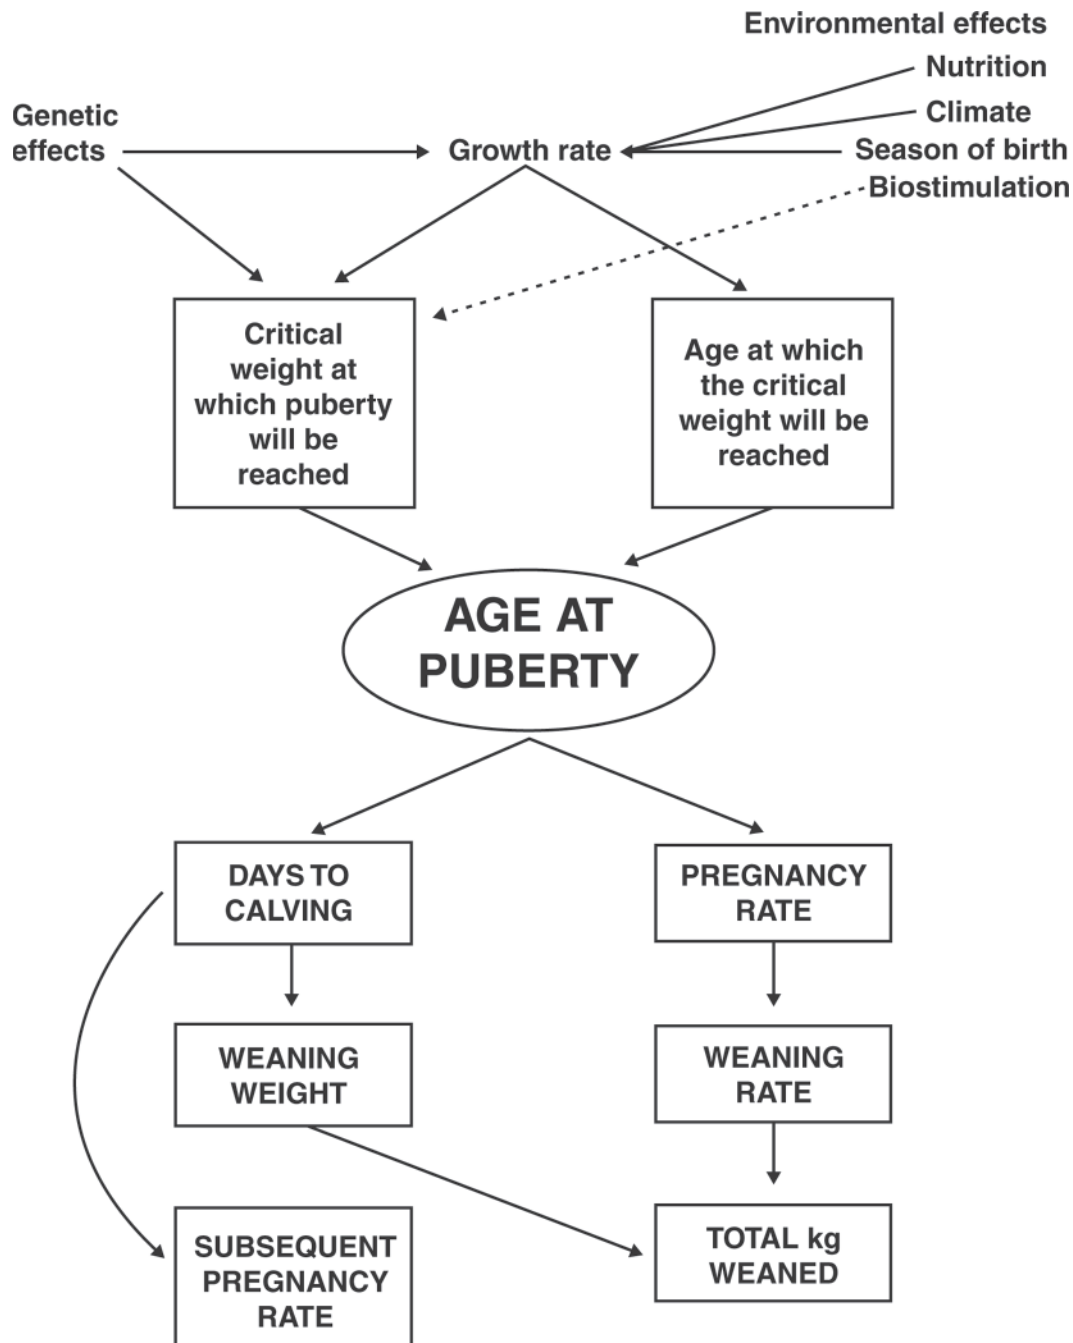 Environmental effects
Nutrition
Genetic
effects
Climate
Growth rate
Season of birth
Biostimulation
Critical
weight at
which puberty
will be
reached
Age at which
the critical
weight will be
reached
AGE AT
PUBERTY
DAYS TO
CALVING
PREGNANCY
RATE
WEANING
WEIGHT
WEANING
RATE
SUBSEQUENT
PREGNANCY
RATE
TOTAL kg
WEANED